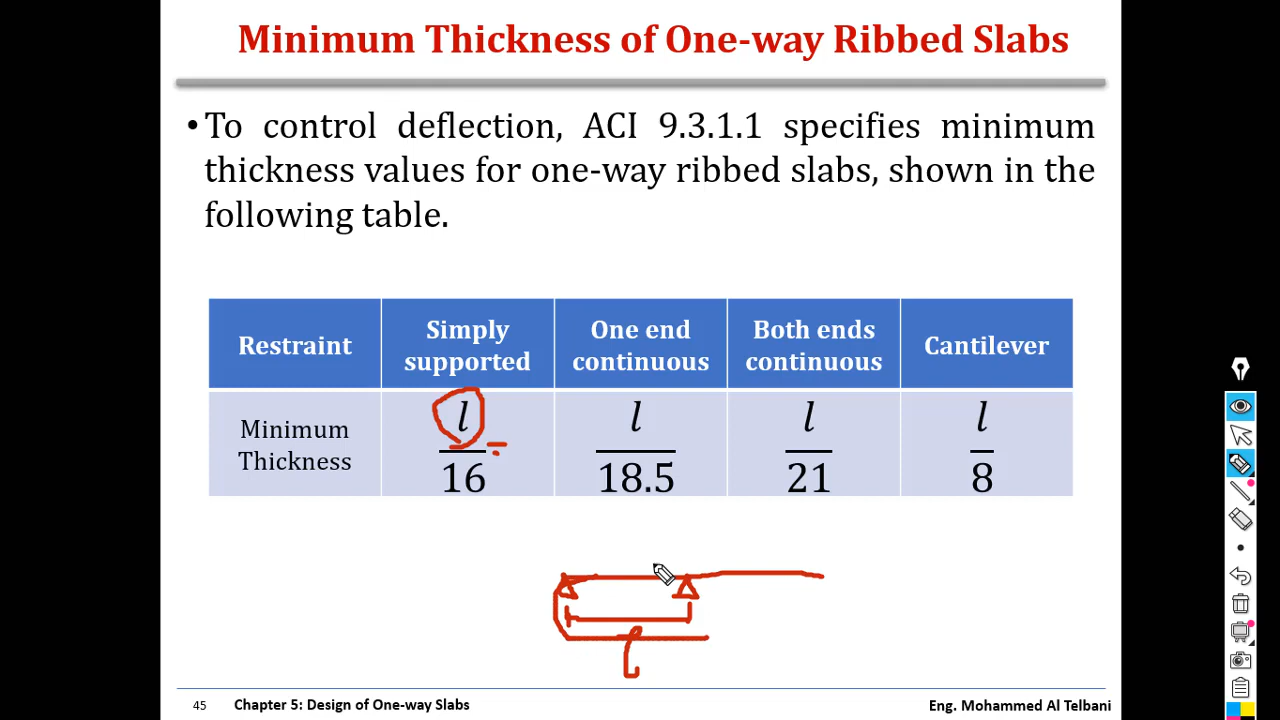 Minimum Thickness of One-way Ribbed Slabs
•To control deflection, ACI 9.3.1.1 specifies minimum
thickness values for one-way ribbed slabs, shown in the
following table.
Restraint Simply supported One end continuous Both ends continuous Cantilever
Minimum Thickness l/16 l/18.5 l/21 l/8
l
45 Chapter 5: Design of One-way Slabs Eng. Mohammed Al Telbani